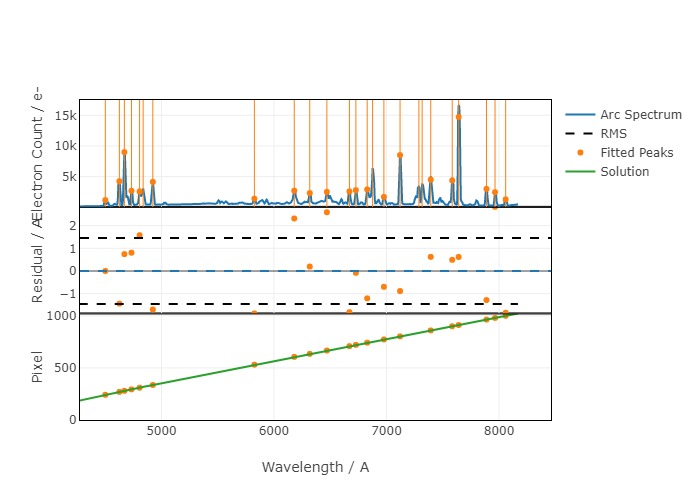 Electron Count / e-
15k
10k
5k
Arc Spectrum
RMS
Fitted Peaks
Solution
Residual / A
2
1
0
−1
Pixel
1000
500
0
5000 6000 7000 8000
Wavelength / A